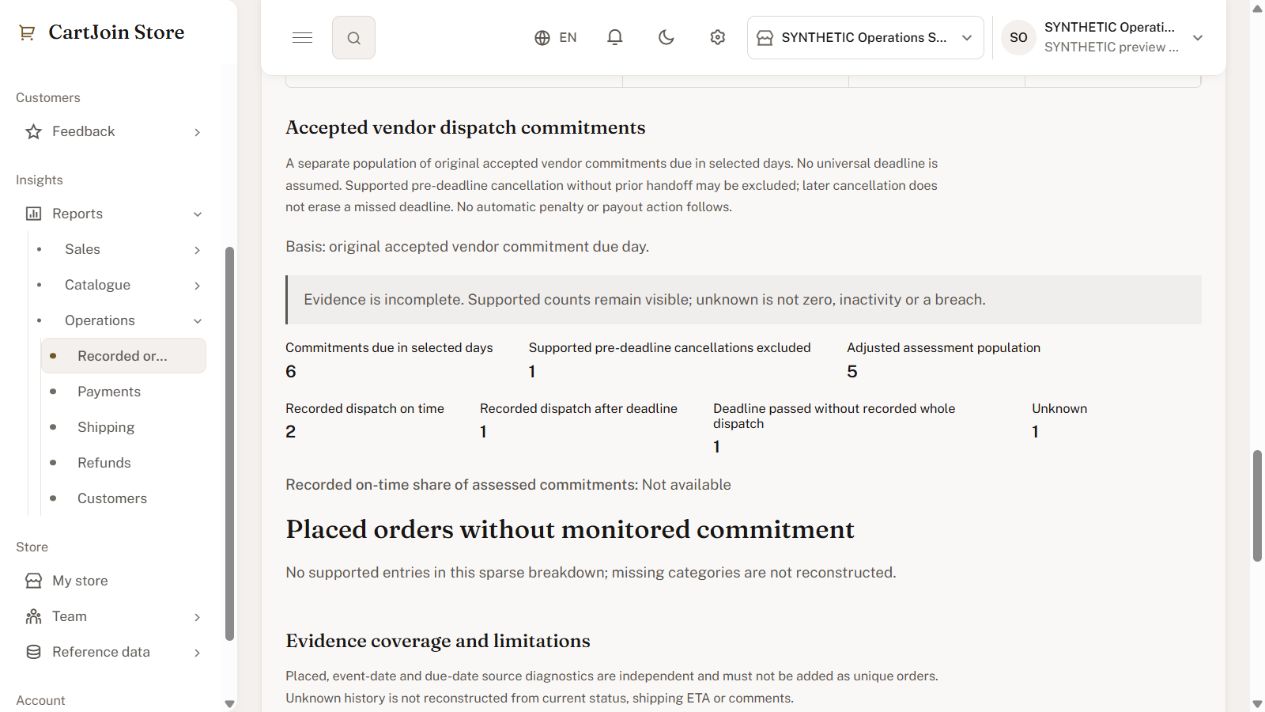 CartJoin Store
Customers
Feedback
Insights
Reports
Sales
Catalogue
Operations
Recorded or...
Payments
Shipping
Refunds
Customers
Store
My store
Team
Reference data
Account
EN
SYNTHETIC Operations S...
SO
SYNTHETIC Operati...
SYNTHETIC preview ...
Accepted vendor dispatch commitments
A separate population of original accepted vendor commitments due in selected days. No universal deadline is
assumed. Supported pre-deadline cancellation without prior handoff may be excluded; later cancellation does
not erase a missed deadline. No automatic penalty or payout action follows.
Basis: original accepted vendor commitment due day.
Evidence is incomplete. Supported counts remain visible; unknown is not zero, inactivity or a breach.
Commitments due in selected days
6
Supported pre-deadline cancellations excluded
1
Adjusted assessment population
5
Recorded dispatch on time
2
Recorded dispatch after deadline
1
Deadline passed without recorded whole
dispatch
1
Unknown
1
Recorded on-time share of assessed commitments: Not available
Placed orders without monitored commitment
No supported entries in this sparse breakdown; missing categories are not reconstructed.
Evidence coverage and limitations
Placed, event-date and due-date source diagnostics are independent and must not be added as unique orders.
Unknown history is not reconstructed from current status, shipping ETA or comments.